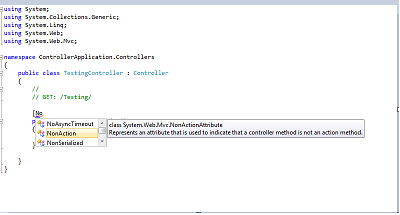 using System;
using System.Collections.Generic;
using System.Linq;
using System.Web;
using System.Web.Mvc;
namespace ControllerApplication.Controllers
{
public class TestingController : Controller
{
//
// GET: /Testing/
[No
NoAsyncTimeout
NonAction
NonSerialized
class System.Web.Mvc.NonActionAttribute
Represents an attribute that is used to indicate that a controller method is not an action method.
{
}
}
}